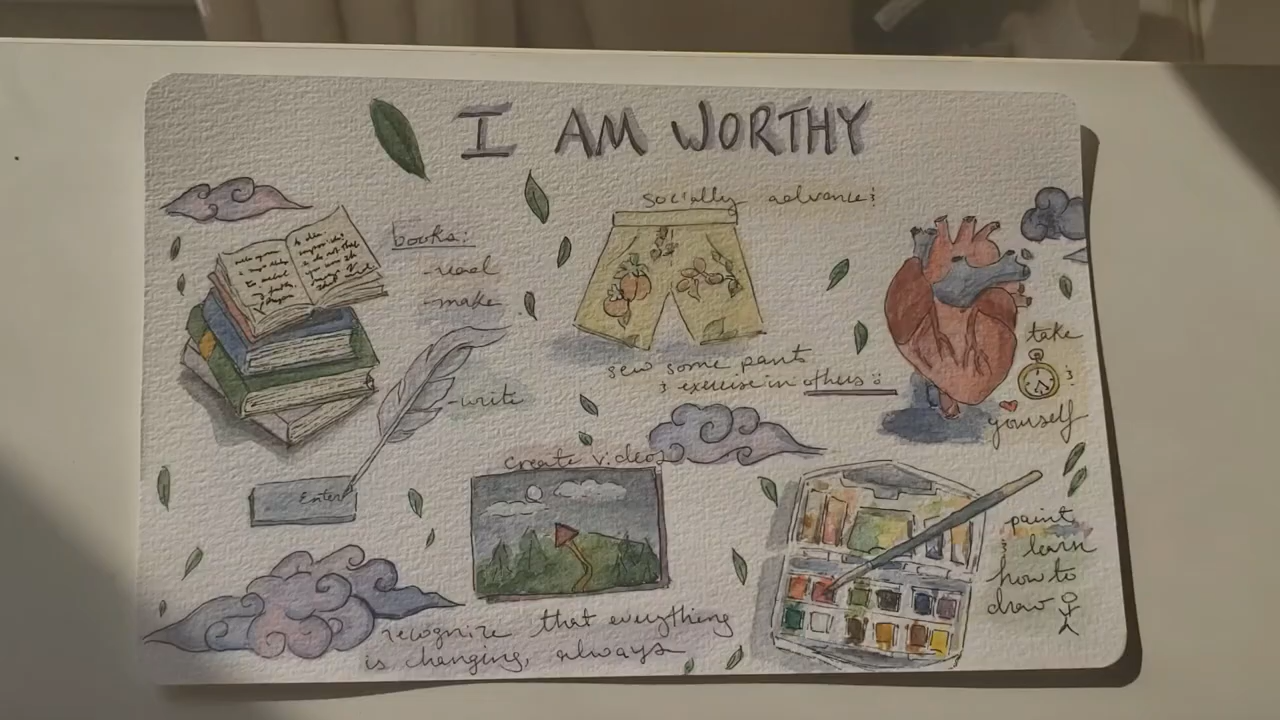 I AM WORTHY
socially advance &
books:
-read
-make
-write
sew some pants
& exercise in others
take
&
yourself
Enter
create videos
paint
& learn
how to
draw
recognize that everything
is changing, always